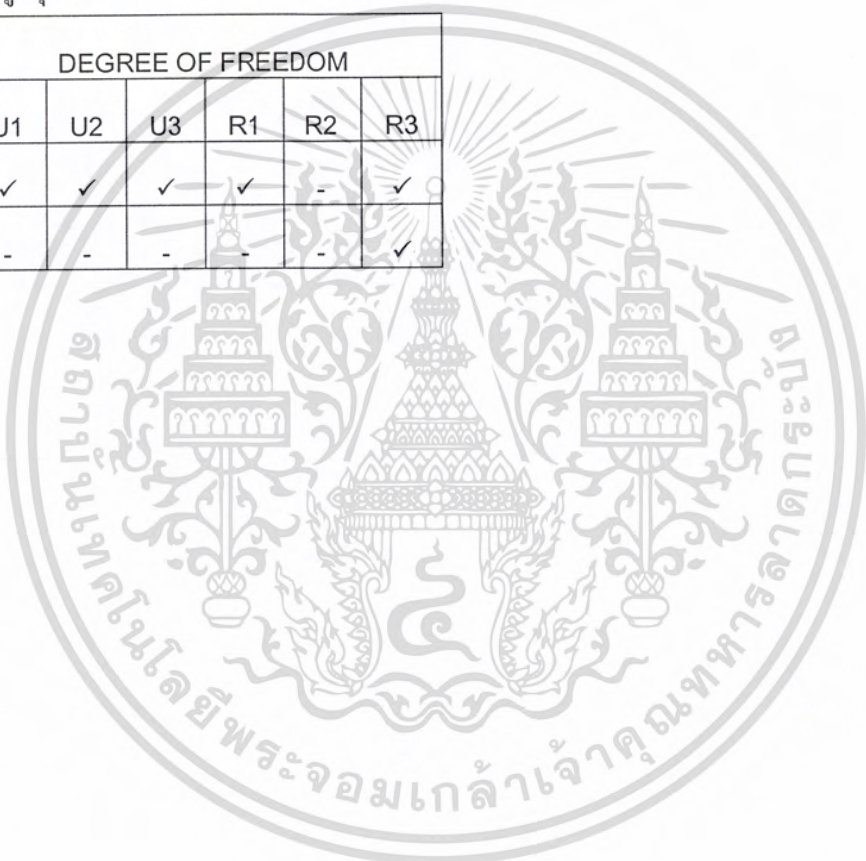 DEGREE OF FREEDOM
U1 U2 U3 R1 R2 R3
✓ ✓ ✓ ✓ - ✓
- - - - - ✓
สถาบันเทคโนโลยีพระจอมเกล้าเจ้าคุณทหารลาดกระบัง